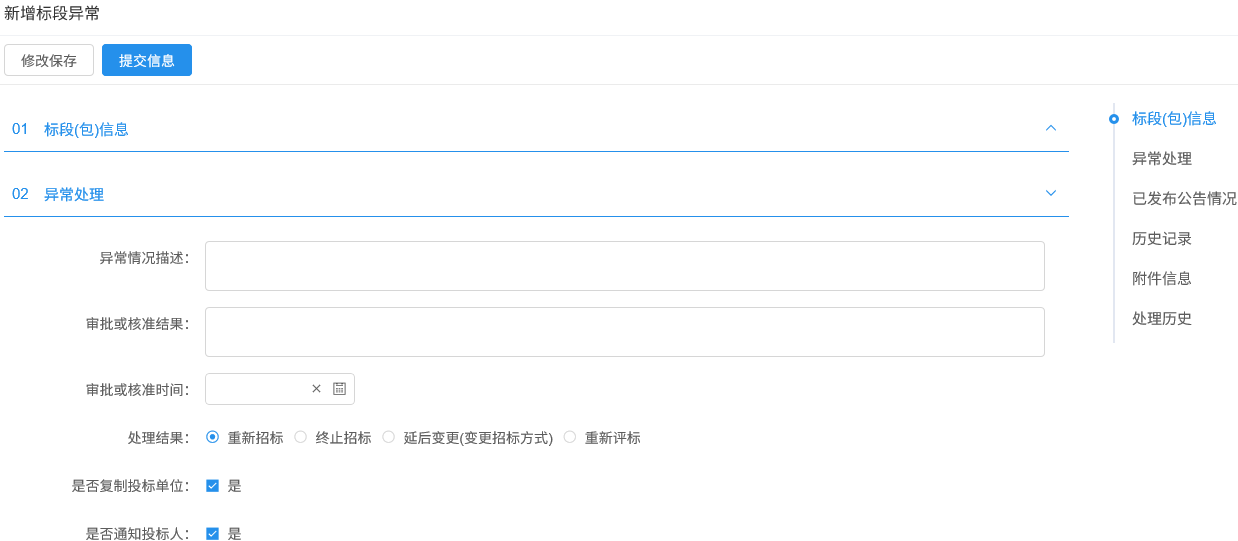 新增标段异常
修改保存 提交信息
01 标段(包)信息
02 异常处理
异常情况描述：
审批或核准结果：
审批或核准时间：
处理结果： 重新招标 终止招标 延后变更(变更招标方式) 重新评标
是否复制投标单位： 是
是否通知投标人： 是
标段(包)信息
异常处理
已发布公告情况
历史记录
附件信息
处理历史